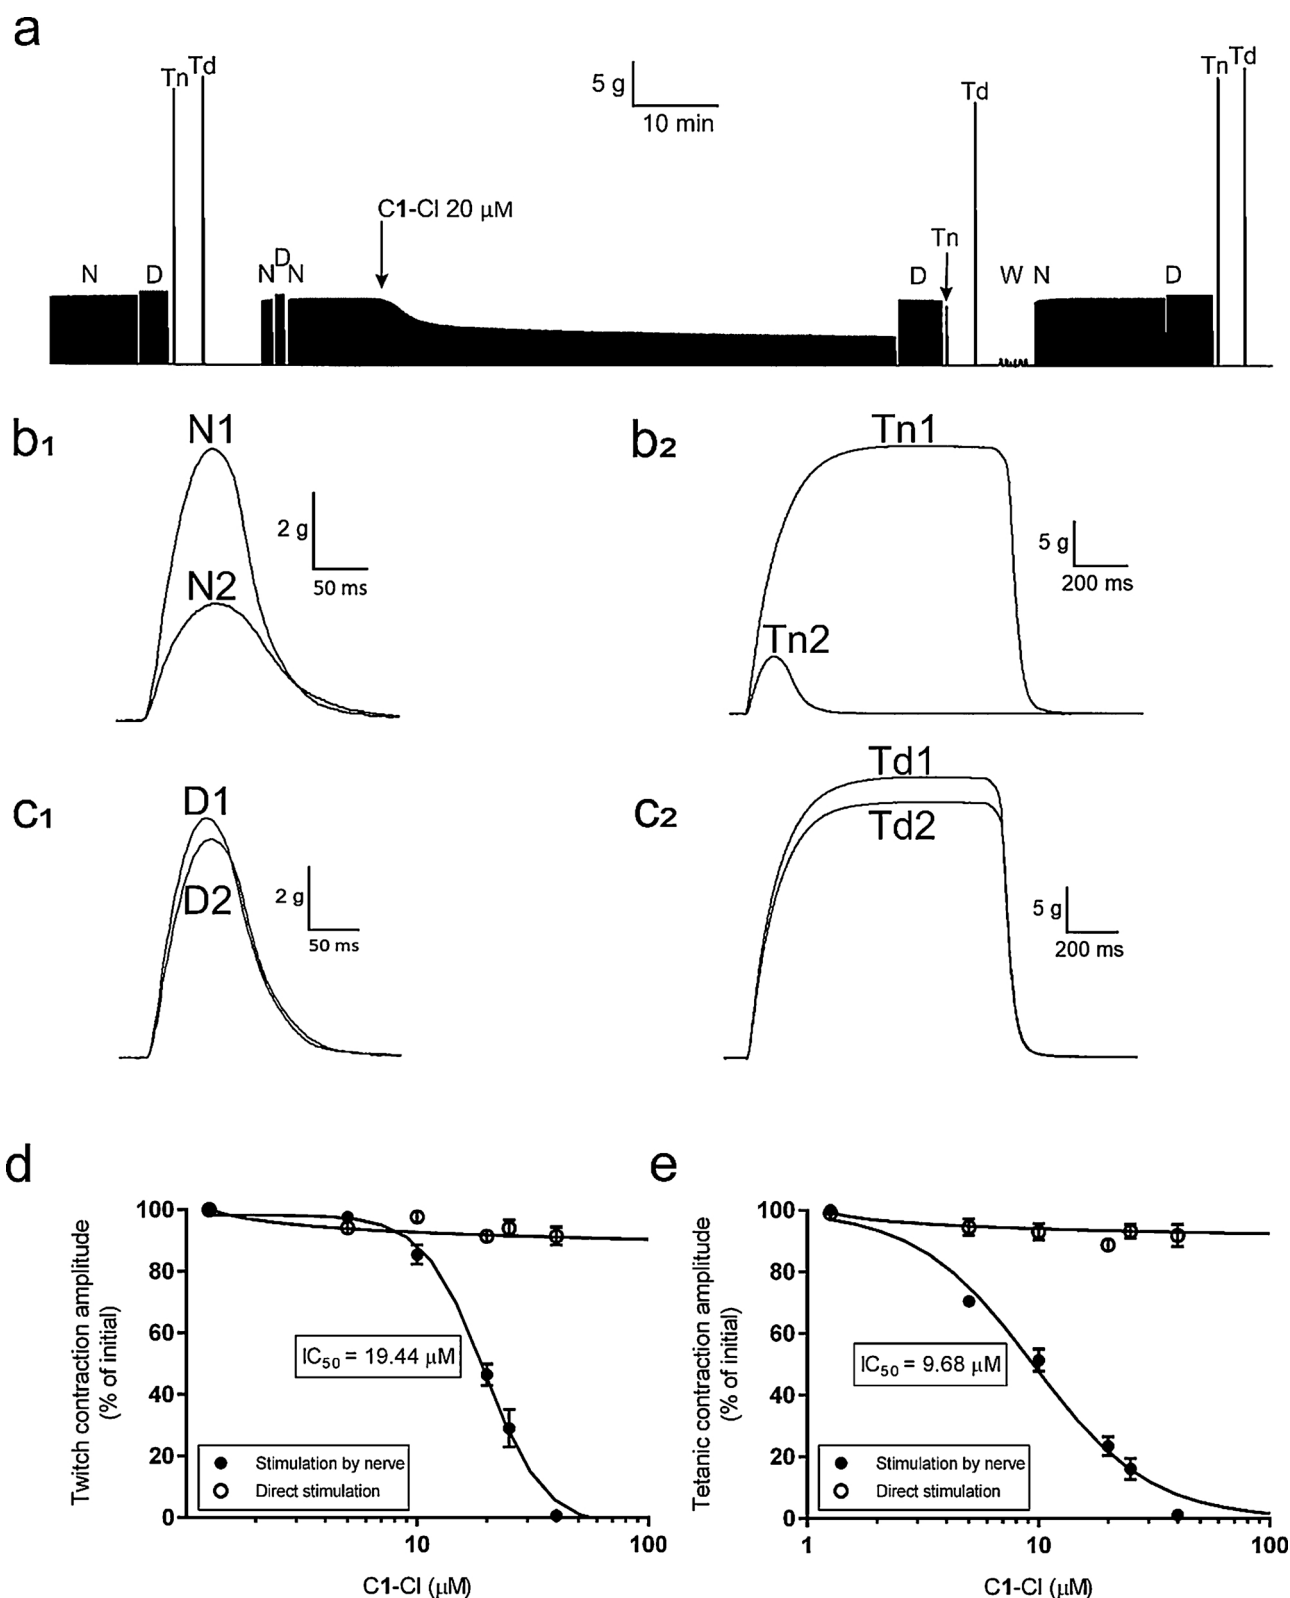 a
Tn Td
5 g
10 min
Td
Tn Td
C1-Cl 20 µM
N D N D N
Tn
D W N D
b1
N1
2 g
50 ms
N2
b2
Tn1
5 g
200 ms
Tn2
c1
D1
D2
2 g
50 ms
c2
Td1
Td2
5 g
200 ms
d
Twitch contraction amplitude
(% of initial)
100
80
60
40
20
0
IC50 = 19.44 µM
Stimulation by nerve
Direct stimulation
10 100
C1-Cl (µM)
e
Tetanic contraction amplitude
(% of initial)
100
80
60
40
20
0
IC50 = 9.68 µM
Stimulation by nerve
Direct stimulation
1 10 100
C1-Cl (µM)